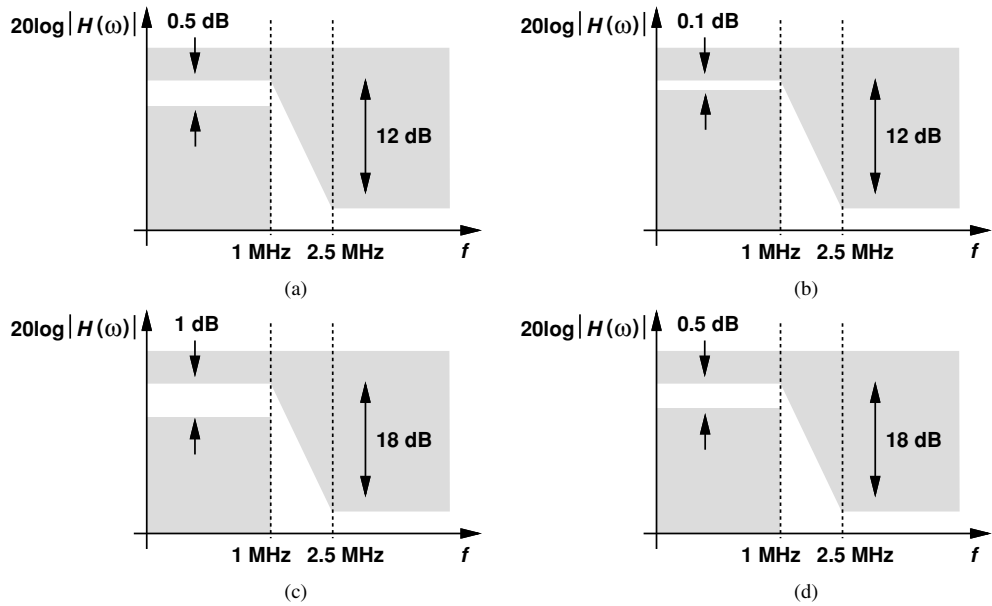 20log|H(ω)|
0.5 dB
12 dB
1 MHz 2.5 MHz f
(a)
20log|H(ω)|
0.1 dB
12 dB
1 MHz 2.5 MHz f
(b)
20log|H(ω)|
1 dB
18 dB
1 MHz 2.5 MHz f
(c)
20log|H(ω)|
0.5 dB
18 dB
1 MHz 2.5 MHz f
(d)